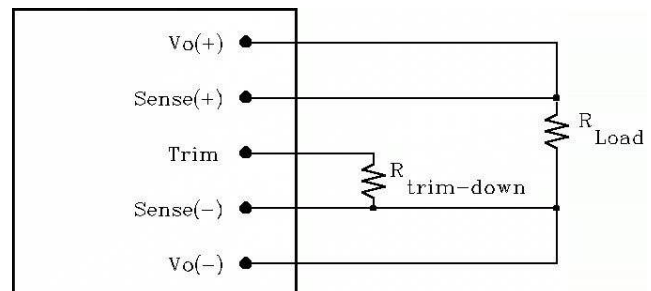 Vo(+)
Sense(+)
R
Load
Trim
R
trim-down
Sense(-)
Vo(-)